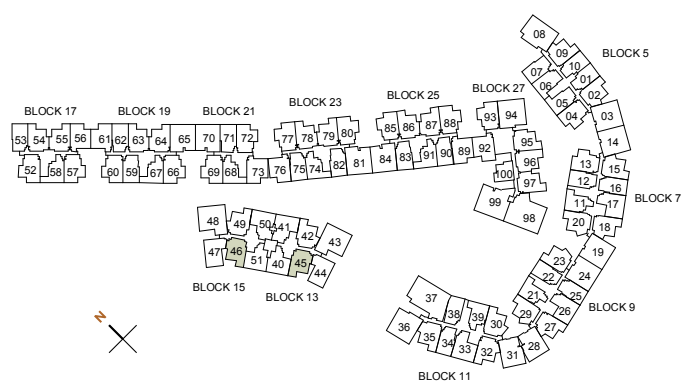 08
BLOCK 5
09
10
07
01
06
02
05
04
03
14
BLOCK 17
BLOCK 19
BLOCK 21
BLOCK 23
BLOCK 25
BLOCK 27
53 54 55 56 61 62 63 64 65 70 71 72
77 78 79 80
85 86 87 88
93 94
52 58 57 60 59 67 66 69 68 73 76 75 74 82 81 84 83 91 90 89 92
95
96
100 97
99 98
13 15
12 16
11 17
20 18
BLOCK 7
48 49 50 41 42 43
47 46 51 40 45 44
BLOCK 15
BLOCK 13
19
23
22 24
21 25
26
29
27
28
BLOCK 9
37
38 39 30
36 35 34 33 32 31
BLOCK 11
N